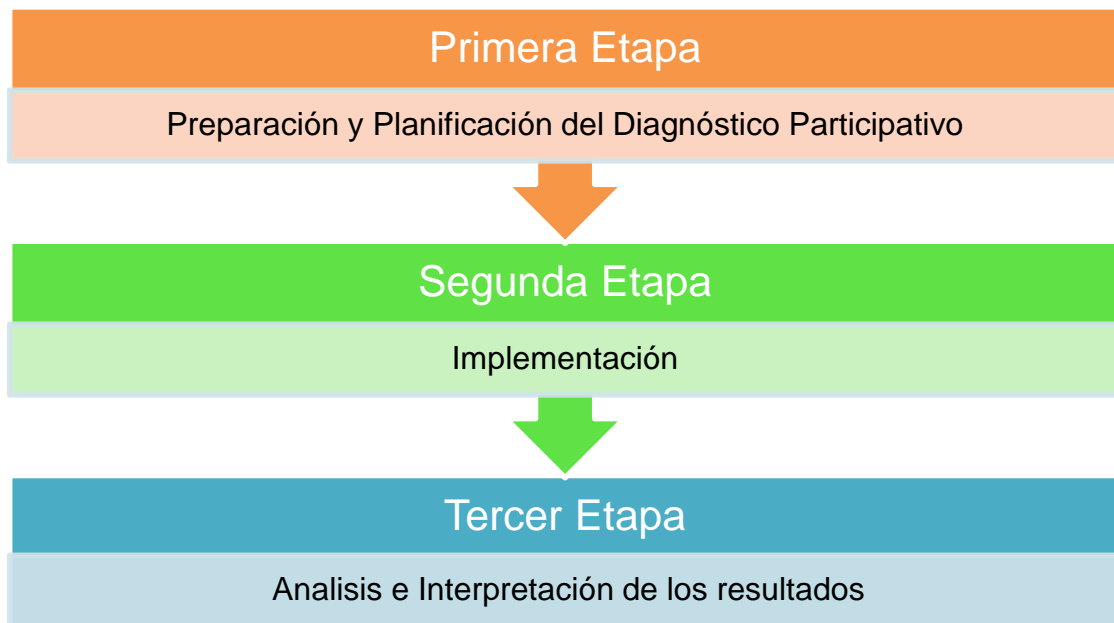 Primera Etapa
Preparación y Planificación del Diagnóstico Participativo
Segunda Etapa
Implementación
Tercer Etapa
Analisis e Interpretación de los resultados